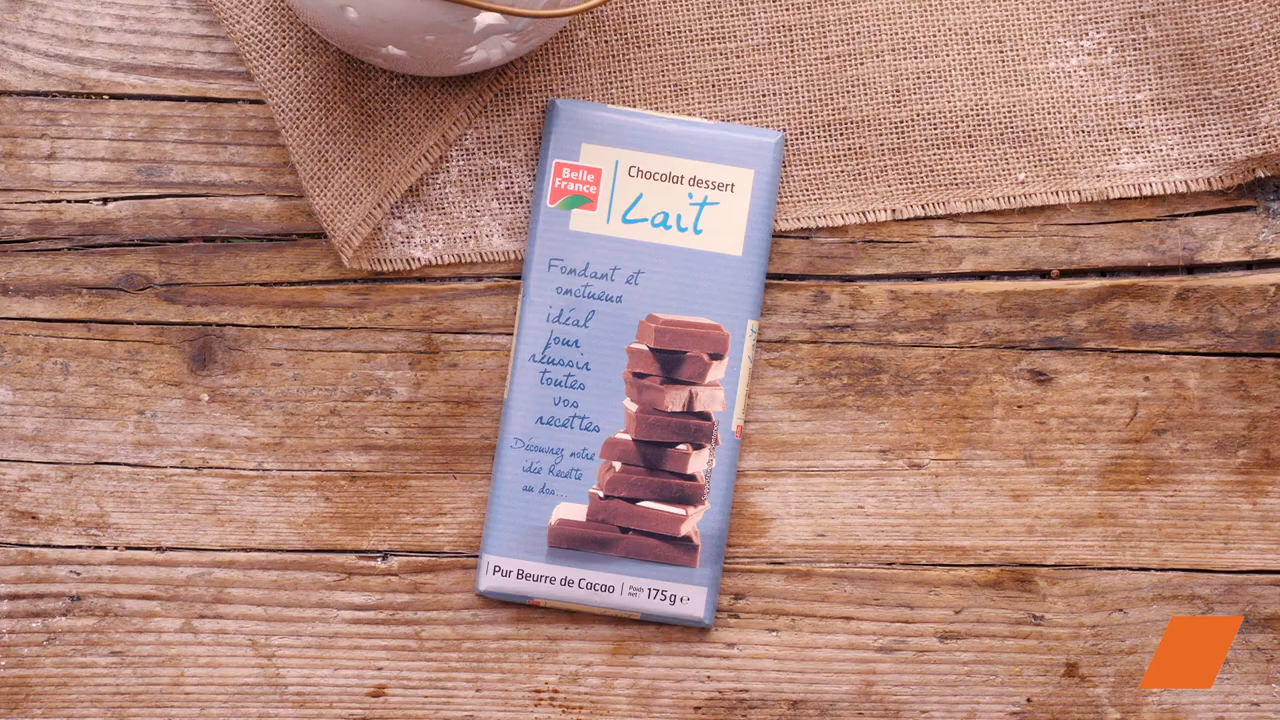 Belle
France
Chocolat dessert
Lait
Fondant et
onctueux
idéal
pour
réussir
toutes
vos
recettes
Découvrez notre
idée Recette
au dos...
Pur Beurre de Cacao
Poids
net :
175g ℮